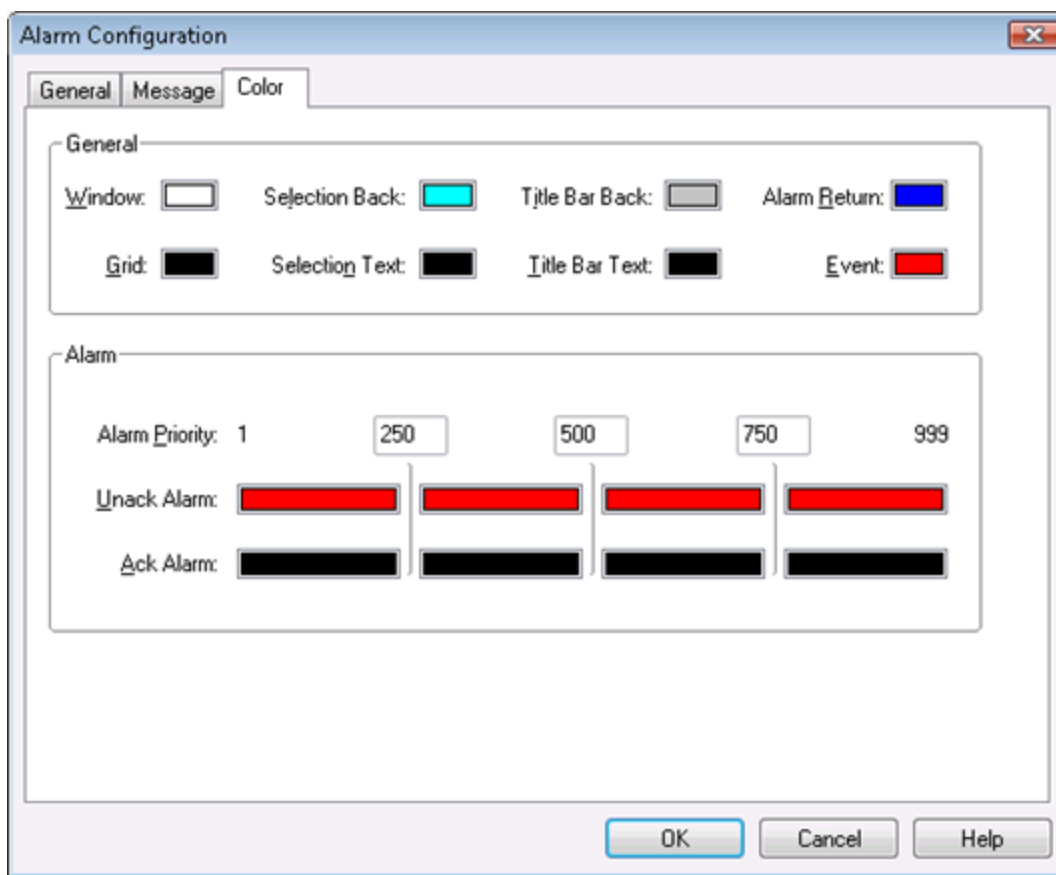 Alarm Configuration
General Message Color
General
Window: Selection Back: Title Bar Back: Alarm Return:
Grid: Selection Text: Title Bar Text: Event:
Alarm
Alarm Priority: 1 250 500 750 999
Unack Alarm:
Ack Alarm:
OK Cancel Help